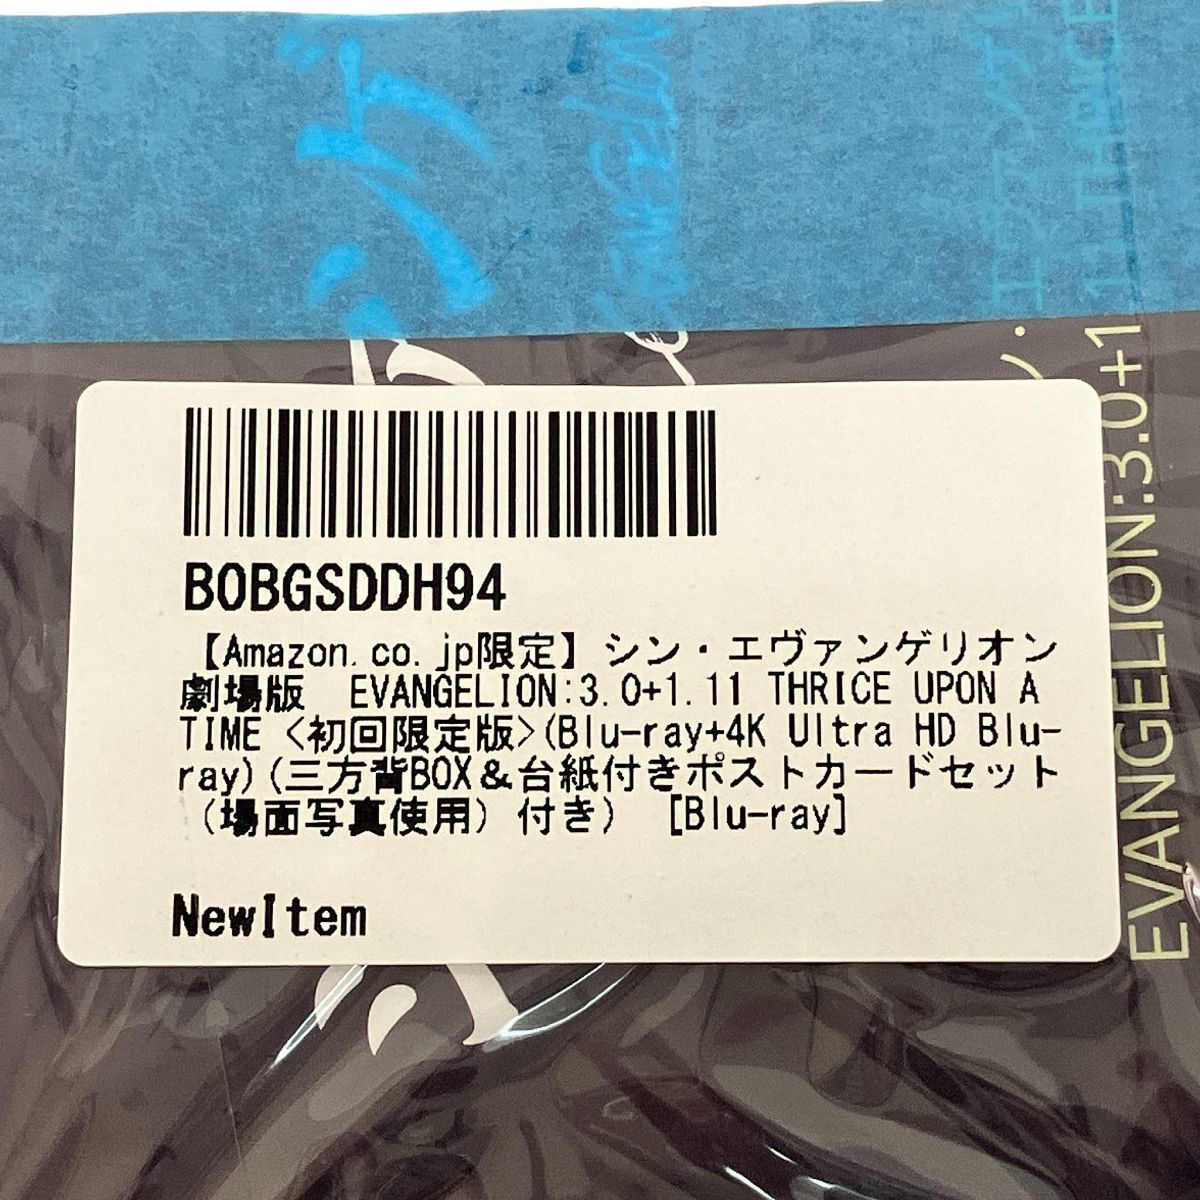 B0BGSDDH94
【Amazon.co.jp限定】シン・エヴァンゲリオン
劇場版　EVANGELION:3.0+1.11 THRICE UPON A
TIME <初回限定版>(Blu-ray+4K Ultra HD Blu-
ray)(三方背BOX＆台紙付きポストカードセット
（場面写真使用）付き)　[Blu-ray]
NewItem
EVANGELION:3.0+1